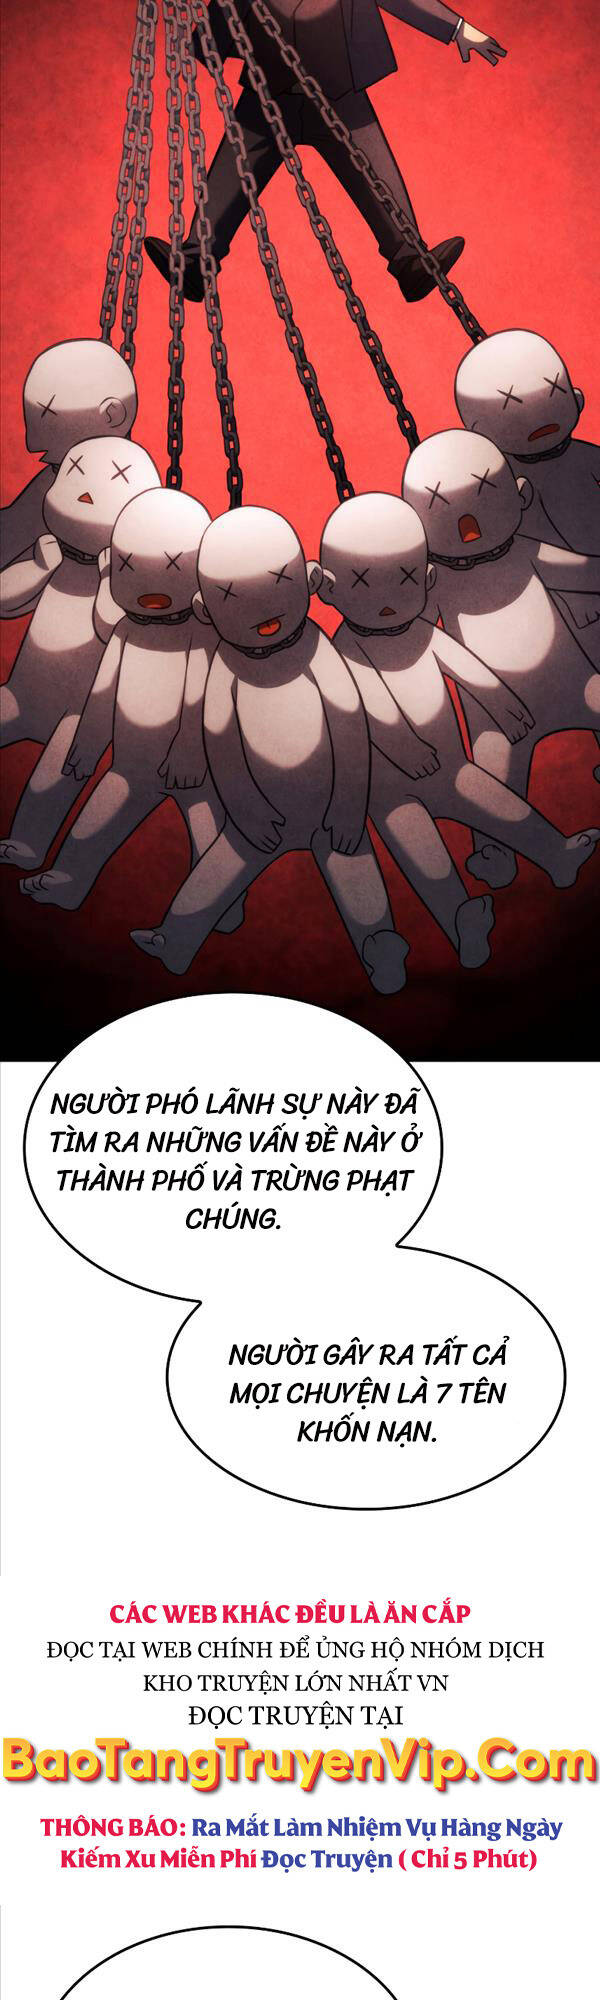 NGƯỜI PHÓ LÃNH SỰ NÀY ĐÃ
TÌM RA NHỮNG VẤN ĐỀ NÀY Ở
THÀNH PHỐ VÀ TRỪNG PHẠT
CHÚNG.
NGƯỜI GÂY RA TẤT CẢ
MỌI CHUYỆN LÀ 7 TÊN
KHỐN NẠN.
CÁC WEB KHÁC ĐỀU LÀ ĂN CẮP
ĐỌC TẠI WEB CHÍNH ĐỂ ỦNG HỘ NHÓM DỊCH
KHO TRUYỆN LỚN NHẤT VN
ĐỌC TRUYỆN TẠI
BaoTangTruyenVip.Com
THÔNG BÁO: Ra Mắt Làm Nhiệm Vụ Hàng Ngày
Kiếm Xu Miễn Phí Đọc Truyện ( Chỉ 5 Phút)